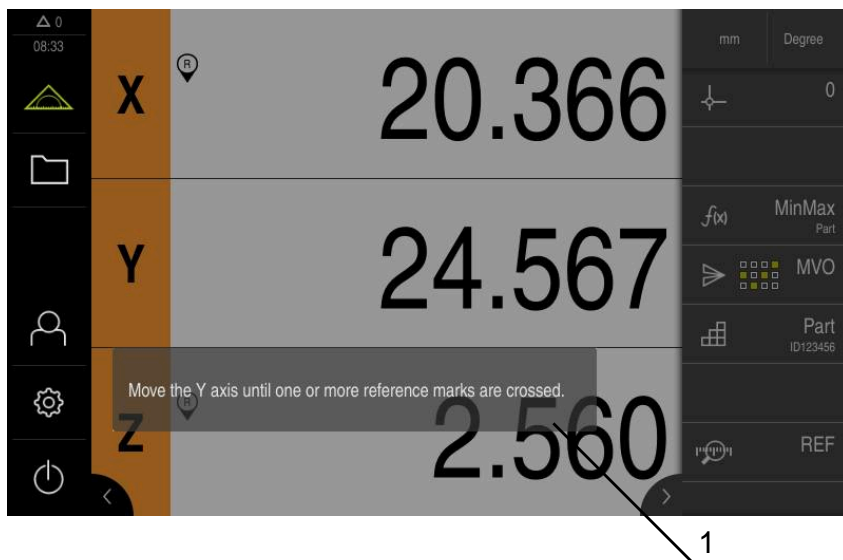 0
08:33
mm Degree
X R 20.366
0
Y 24.567
f(x) MinMax
Part
MVO
Part
ID123456
Move the Y axis until one or more reference marks are crossed.
Z R 2.560
REF
1